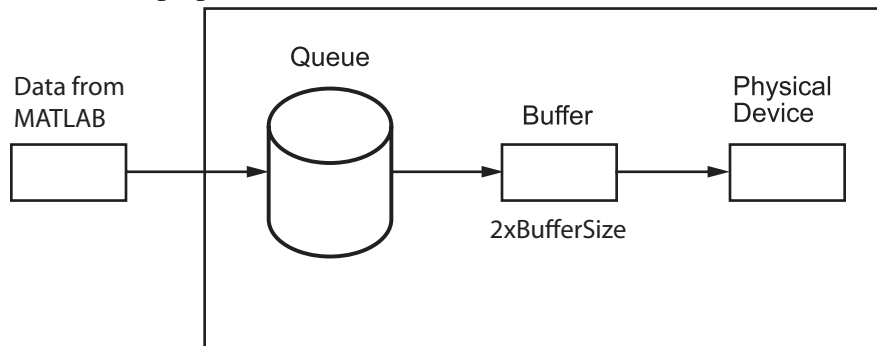 Queue
Data from
MATLAB
Buffer
Physical
Device
2xBufferSize